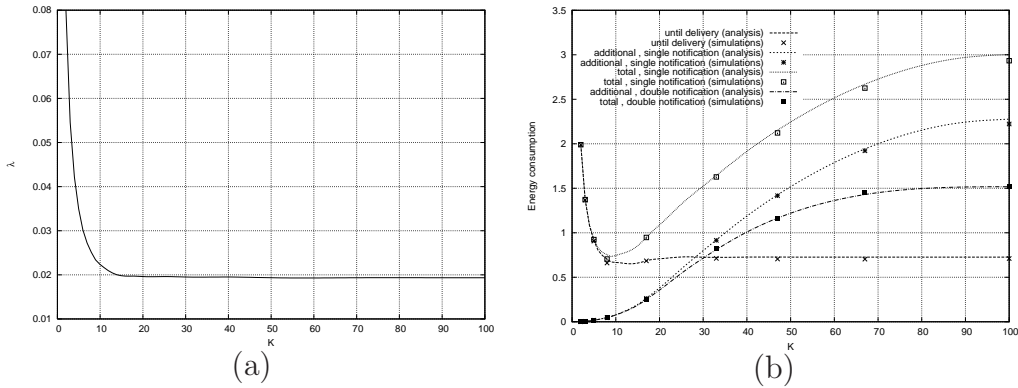 0.08
0.07
0.06
0.05
0.04
0.03
0.02
0.01
λ
0 10 20 30 40 50 60 70 80 90 100
K
(a)
3.5
3
2.5
2
1.5
1
0.5
0
Energy consumption
until delivery (analysis)
until delivery (simulations)
additional , single notification (analysis)
additional , single notification (simulations)
total , single notification (analysis)
total , single notification (simulations)
additional , double notification (analysis)
total , double notification (simulations)
0 10 20 30 40 50 60 70 80 90 100
K
(b)